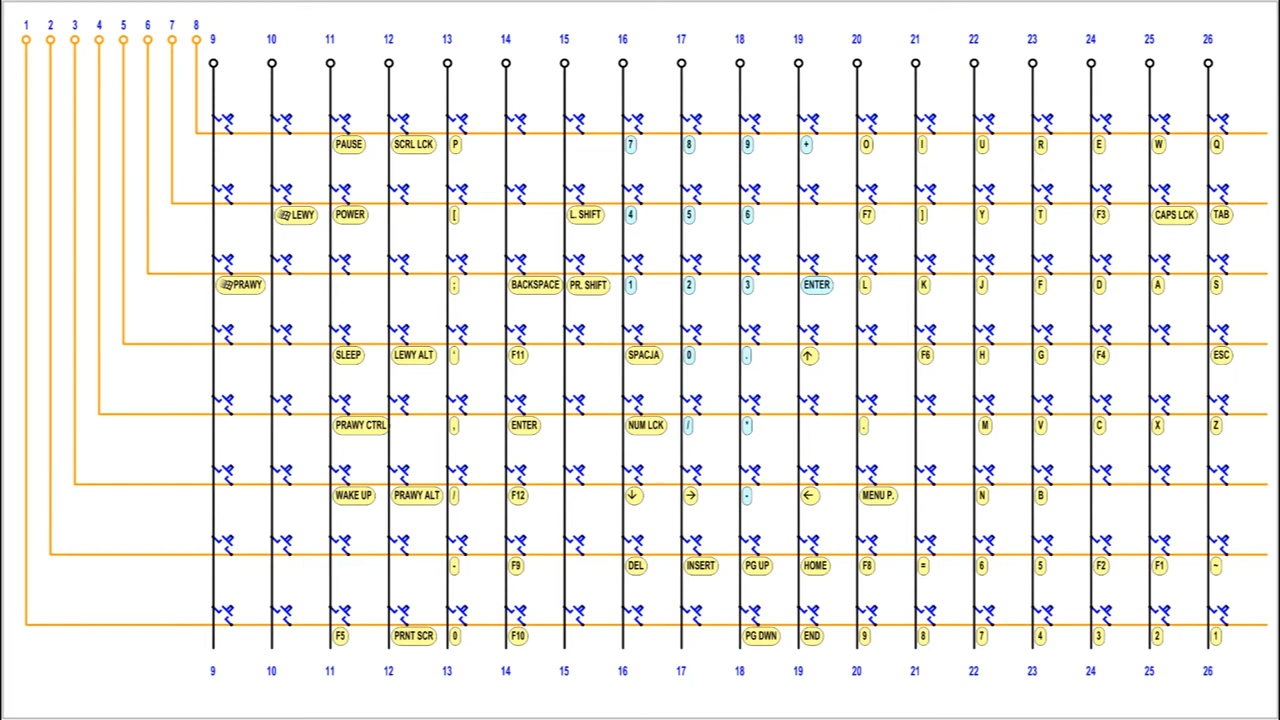 1 2 3 4 5 6 7 8
9 10 11 12 13 14 15 16 17 18 19 20 21 22 23 24 25 26
PAUSE SCRL LCK P 7 8 9 + O I U R E W Q
LEWY POWER [ L. SHIFT 4 5 6 F7 ] Y T F3 CAPS LCK TAB
PRAWY ; BACKSPACE PR. SHIFT 1 2 3 ENTER L K J F D A S
SLEEP LEWY ALT ' F11 SPACJA 0 . ↑ F6 H G F4 ESC
PRAWY CTRL , ENTER NUM LCK / * . M V C X Z
WAKE UP PRAWY ALT / F12 ↓ → - ← MENU P. N B
- F9 DEL INSERT PG UP HOME F8 = 6 5 F2 F1 ~
F5 PRNT SCR 0 F10 PG DWN END 9 8 7 4 3 2 1
9 10 11 12 13 14 15 16 17 18 19 20 21 22 23 24 25 26